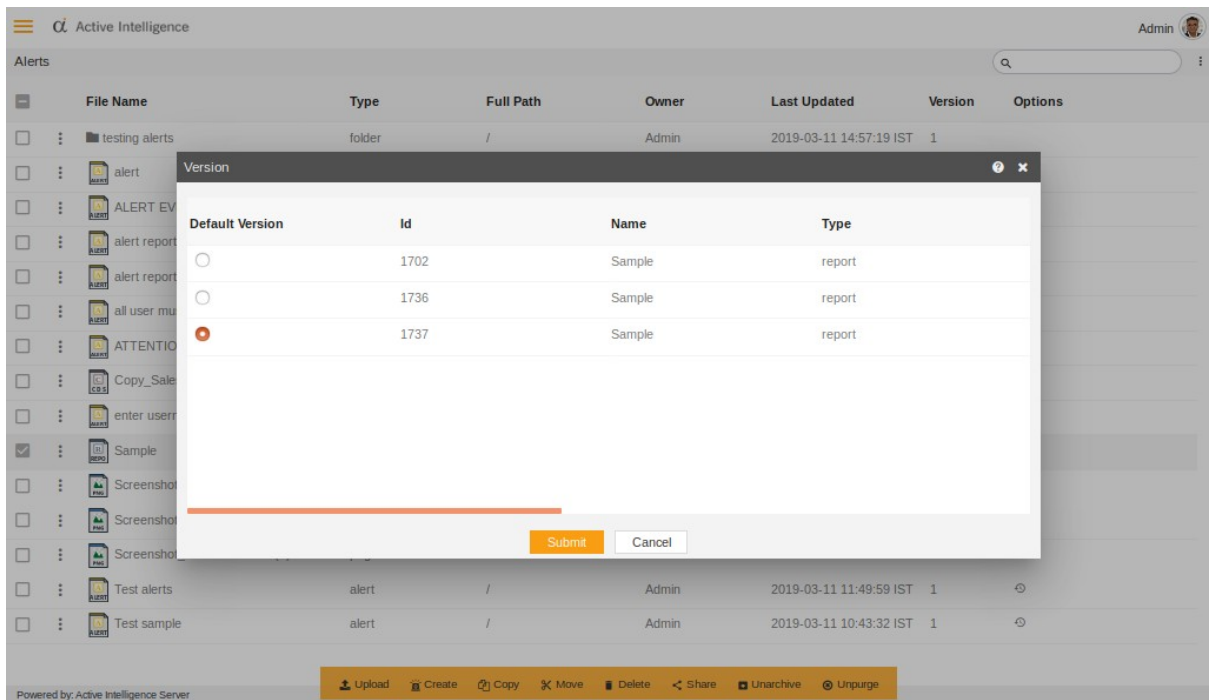 αi Active Intelligence
Admin
Alerts
File Name Type Full Path Owner Last Updated Version Options
testing alerts folder / Admin 2019-03-11 14:57:19 IST 1
alert
Version
ALERT EV
Default Version Id Name Type
alert report
1702 Sample report
alert report
1736 Sample report
all user mu
1737 Sample report
ATTENTIO
Copy_Sale
enter usern
Sample
Screenshot
Screenshot
Submit Cancel
Screenshot_
Test alerts alert / Admin 2019-03-11 11:49:59 IST 1
Test sample alert / Admin 2019-03-11 10:43:32 IST 1
Upload Create Copy Move Delete Share Unarchive Unpurge
Powered by: Active Intelligence Server